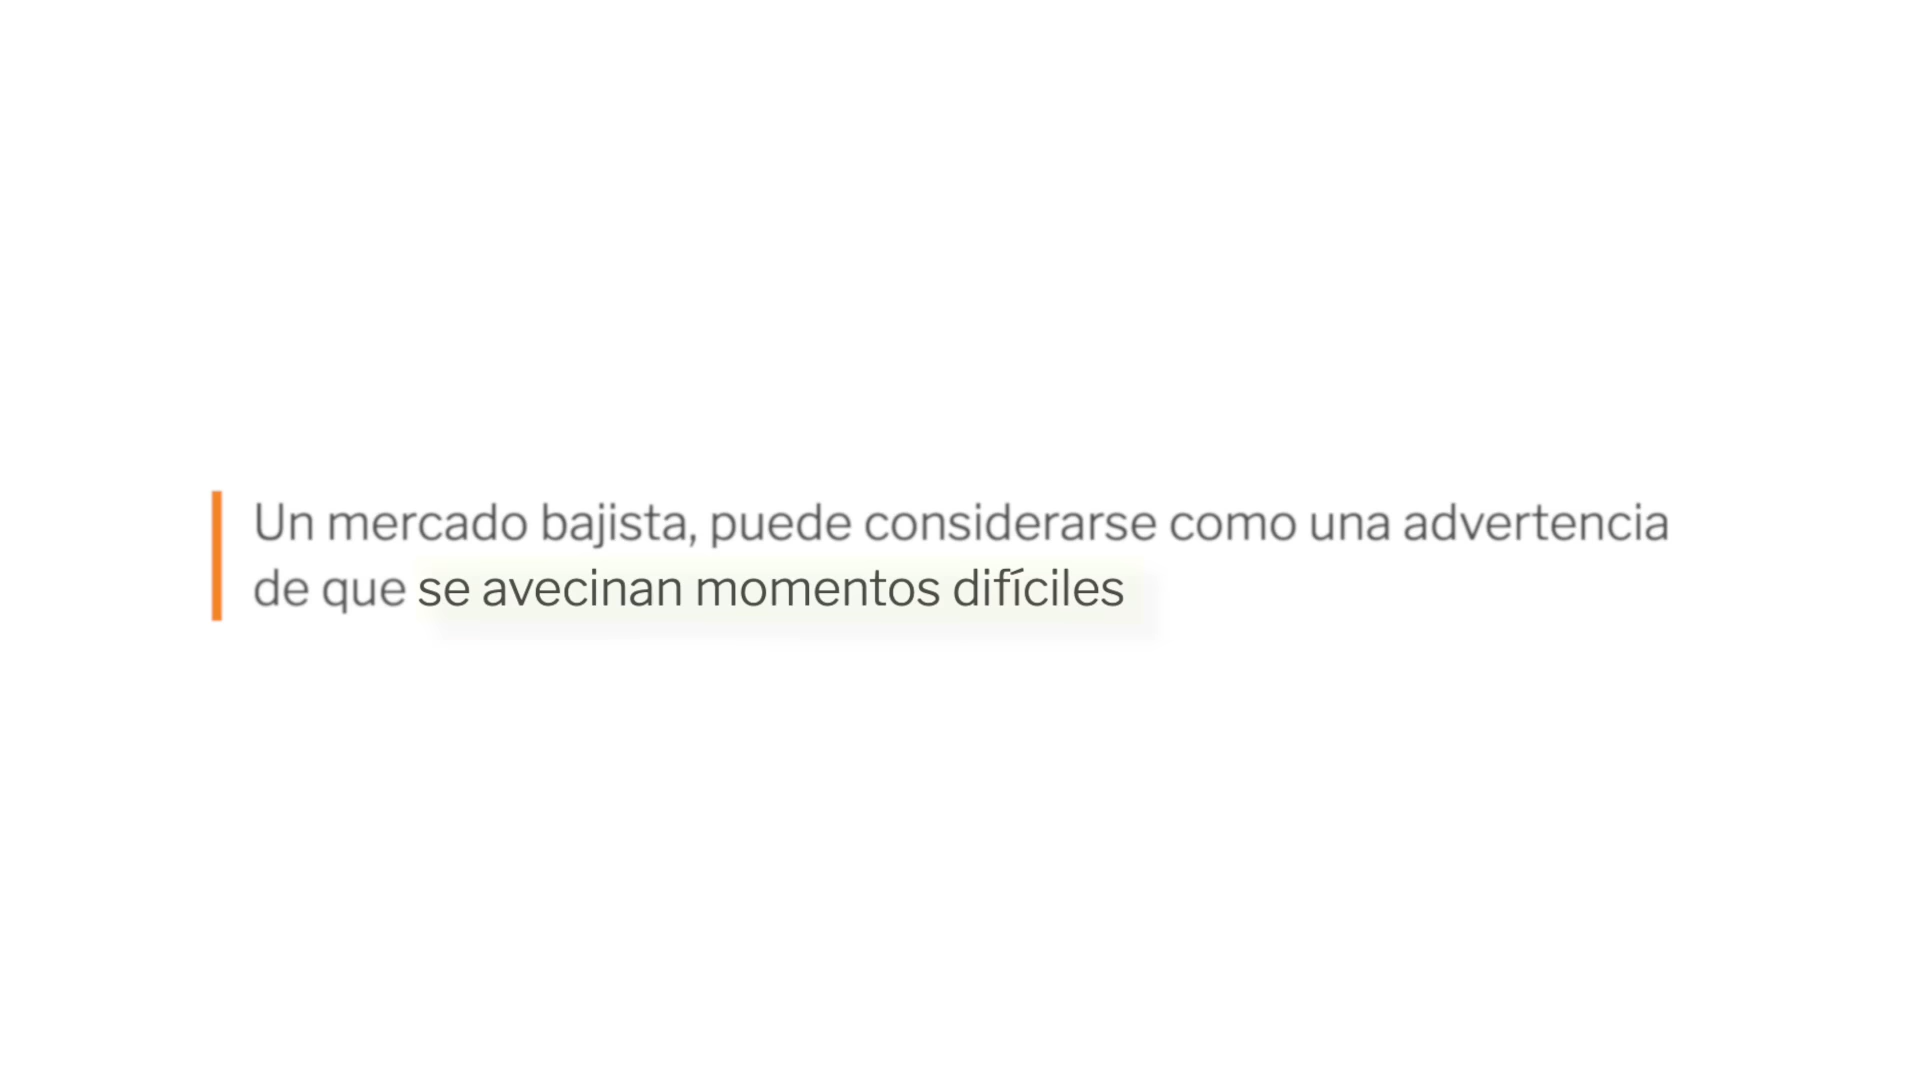 Un mercado bajista, puede considerarse como una advertencia
de que se avecinan momentos difíciles